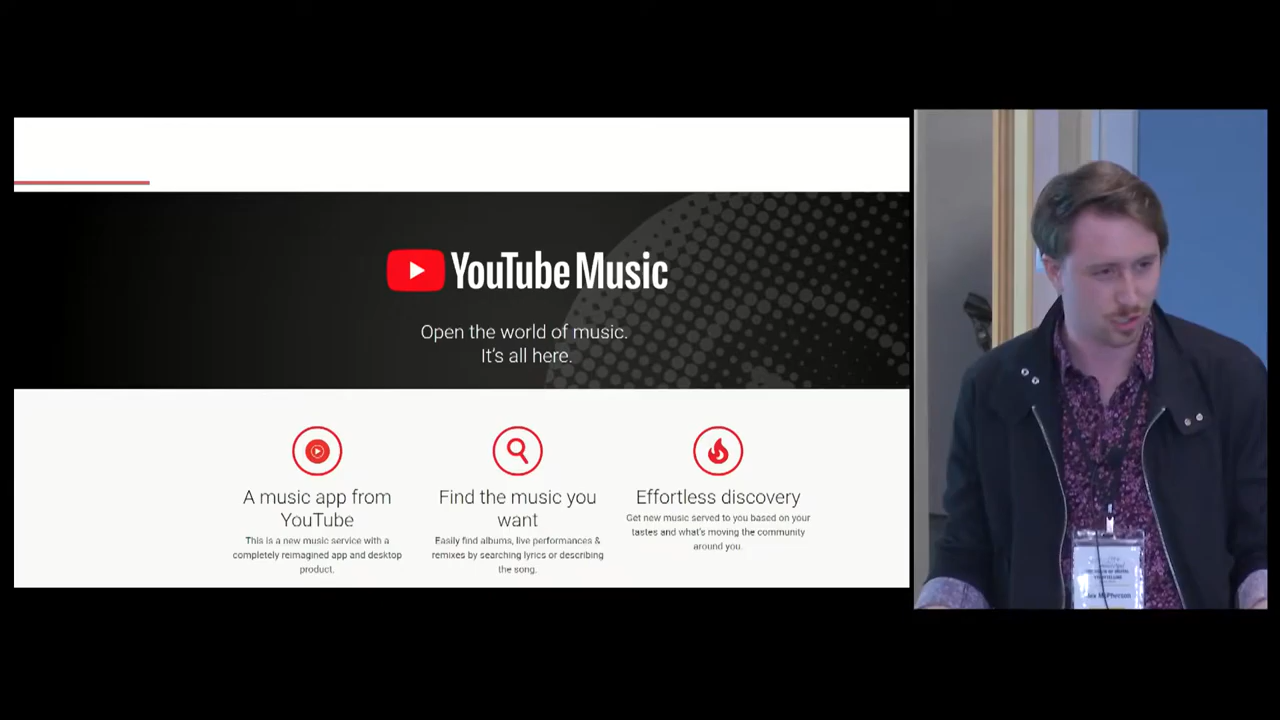 YouTube Music
Open the world of music.
It's all here.
A music app from
YouTube
This is a new music service with a
completely reimagined app and desktop
product.
Find the music you
want
Easily find albums, live performances &
remixes by searching lyrics or describing
the song.
Effortless discovery
Get new music served to you based on your
tastes and what's moving the community
around you.
McPherson